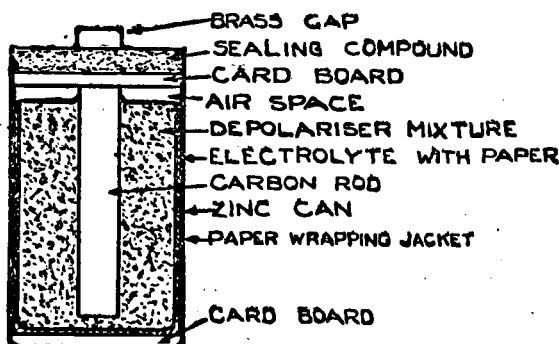 BRASS CAP
SEALING COMPOUND
CARD BOARD
AIR SPACE
DEPOLARISER MIXTURE
ELECTROLYTE WITH PAPER
CARBON ROD
ZINC CAN
PAPER WRAPPING JACKET
CARD BOARD